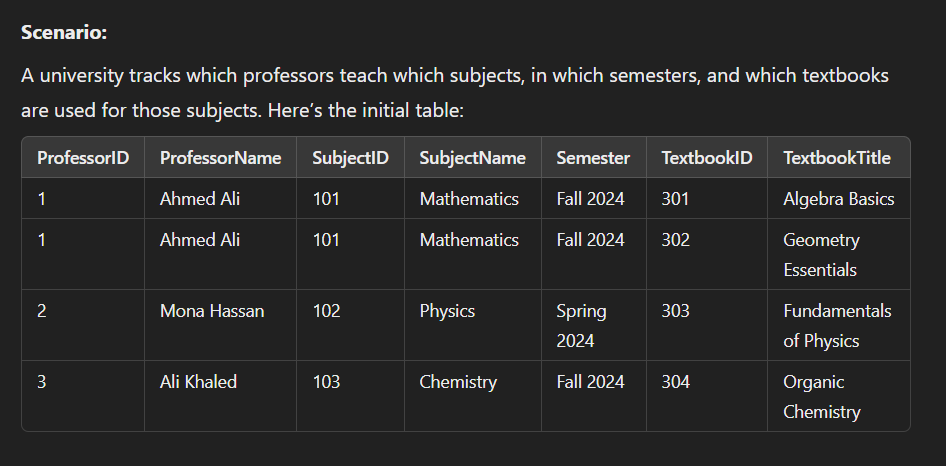 Scenario:
A university tracks which professors teach which subjects, in which semesters, and which textbooks
are used for those subjects. Here’s the initial table:
ProfessorID ProfessorName SubjectID SubjectName Semester TextbookID TextbookTitle
1 Ahmed Ali 101 Mathematics Fall 2024 301 Algebra Basics
1 Ahmed Ali 101 Mathematics Fall 2024 302 Geometry
Essentials
2 Mona Hassan 102 Physics Spring 303 Fundamentals
2024 of Physics
3 Ali Khaled 103 Chemistry Fall 2024 304 Organic
Chemistry